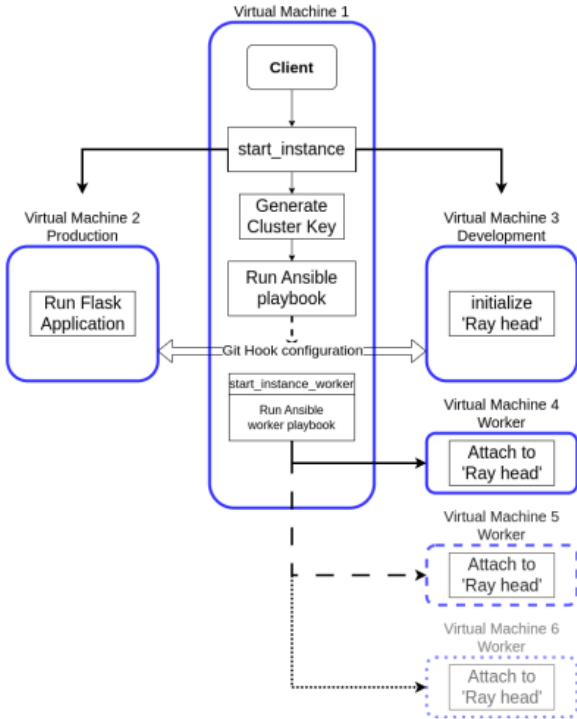 Virtual Machine 1
Client
start_instance
Generate
Cluster Key
Run Ansible
playbook
Virtual Machine 2
Production
Run Flask
Application
Virtual Machine 3
Development
initialize
'Ray head'
Git Hook configuration
start_instance_worker
Run Ansible
worker playbook
Virtual Machine 4
Worker
Attach to
'Ray head'
Virtual Machine 5
Worker
Attach to
'Ray head'
Virtual Machine 6
Worker
Attach to
'Ray head'